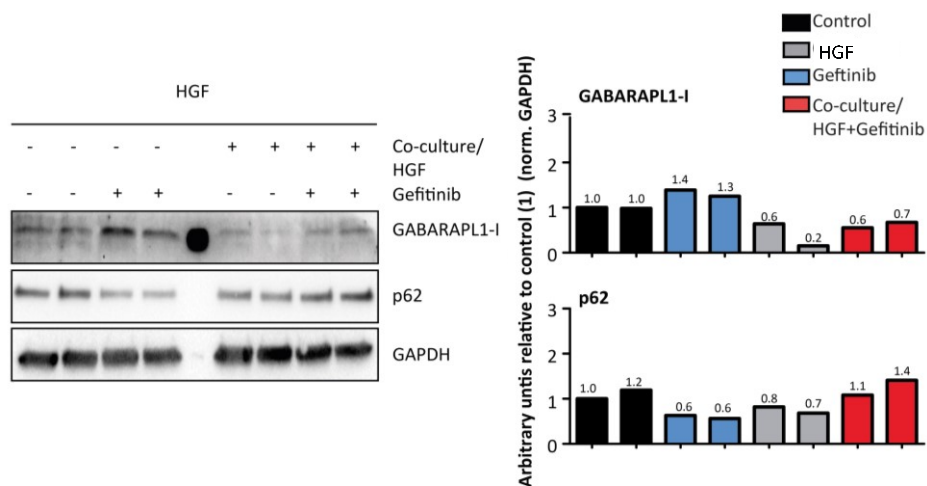 HGF
- - - - + + + + Co-culture/
HGF
- - + + - - + + Gefitinib
GABARAPL1-I
p62
GAPDH
Control
HGF
Geftinib
Co-culture/
HGF+Gefitinib
Arbitrary untis relative to control (1) (norm. GAPDH)
GABARAPL1-I
3
2
1
0
1.0 1.0 1.4 1.3 0.6 0.2 0.6 0.7
p62
3
2
1
0
1.0 1.2 0.6 0.6 0.8 0.7 1.1 1.4